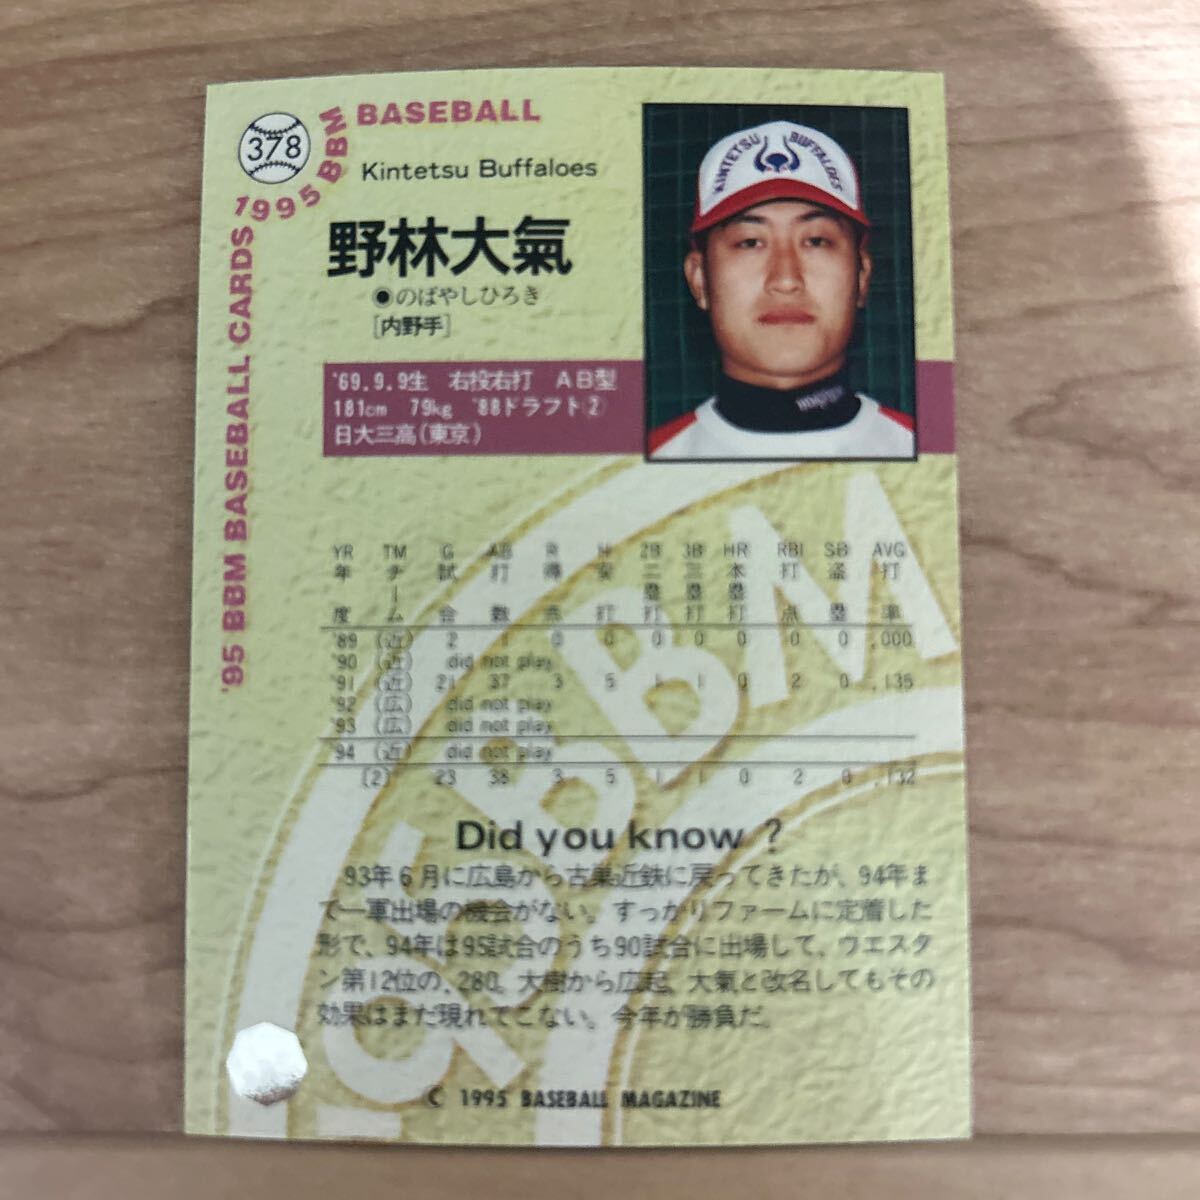 378
1995 BBM BASEBALL
'95 BBM BASEBALL CARDS
Kintetsu Buffaloes
KINTETSU BUFFALOES
野林大氣
●のばやしひろき
[内野手]
'69.9.9生 右投右打 AB型
181cm 79kg '88ドラフト②
日大三高(東京)
YR TM G AB R H 2B 3B HR RBI SB AVG
年度 チーム 試合 打数 得点 安打 二塁打 三塁打 本塁打 打点 盗塁 打率
'89 (近) 2 1 0 0 0 0 0 0 0 .000
'90 (近) did not play
'91 (近) 21 37 3 5 1 1 0 2 0 .135
'92 (広) did not play
'93 (広) did not play
'94 (近) did not play
(2) 23 38 3 5 1 1 0 2 0 .132
Did you know ?
93年6月に広島から古巣近鉄に戻ってきたが、94年ま
で一軍出場の機会がない。すっかりファームに定着した
形で、94年は95試合のうち90試合に出場して、ウエスタ
ン第12位の.280。大樹から広起、大氣と改名してもその
効果はまだ現れてこない。今年が勝負だ。
'95 BBM
© 1995 BASEBALL MAGAZINE